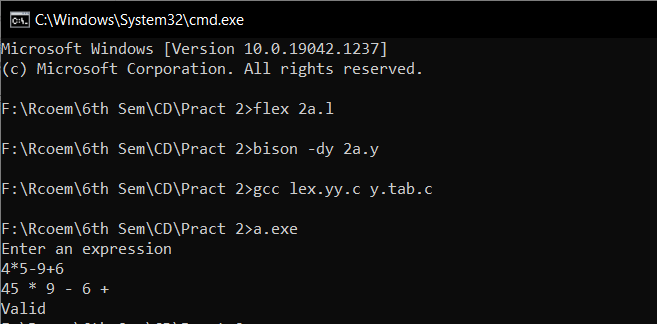 C:\Windows\System32\cmd.exe
Microsoft Windows [Version 10.0.19042.1237]
(c) Microsoft Corporation. All rights reserved.
F:\Rcoem\6th Sem\CD\Pract 2>flex 2a.l
F:\Rcoem\6th Sem\CD\Pract 2>bison -dy 2a.y
F:\Rcoem\6th Sem\CD\Pract 2>gcc lex.yy.c y.tab.c
F:\Rcoem\6th Sem\CD\Pract 2>a.exe
Enter an expression
4*5-9+6
45 * 9 - 6 +
Valid